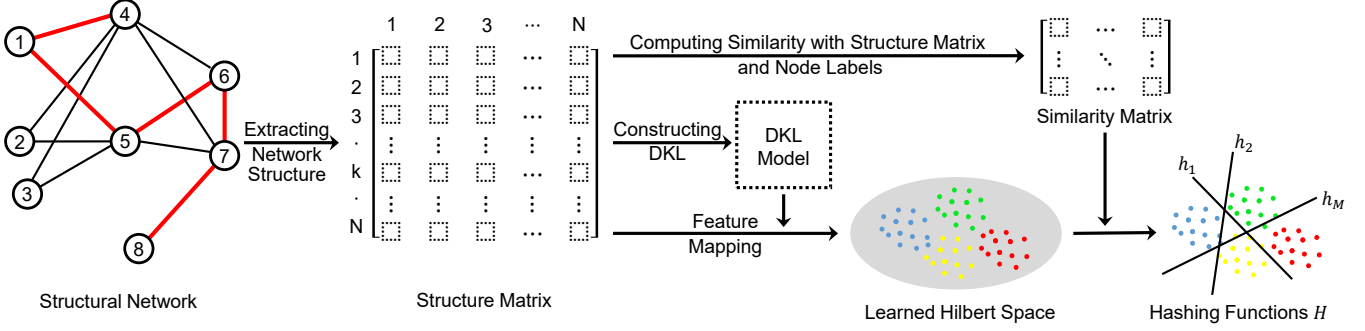 1
4
6
2
5
7
3
8
Structural Network
Extracting
Network
Structure
1 2 3 ... N
1
2
3
.
k
.
N
Structure Matrix
Computing Similarity with Structure Matrix
and Node Labels
Constructing
DKL
DKL
Model
Feature
Mapping
Similarity Matrix
Learned Hilbert Space
h₁
h₂
h_M
Hashing Functions H